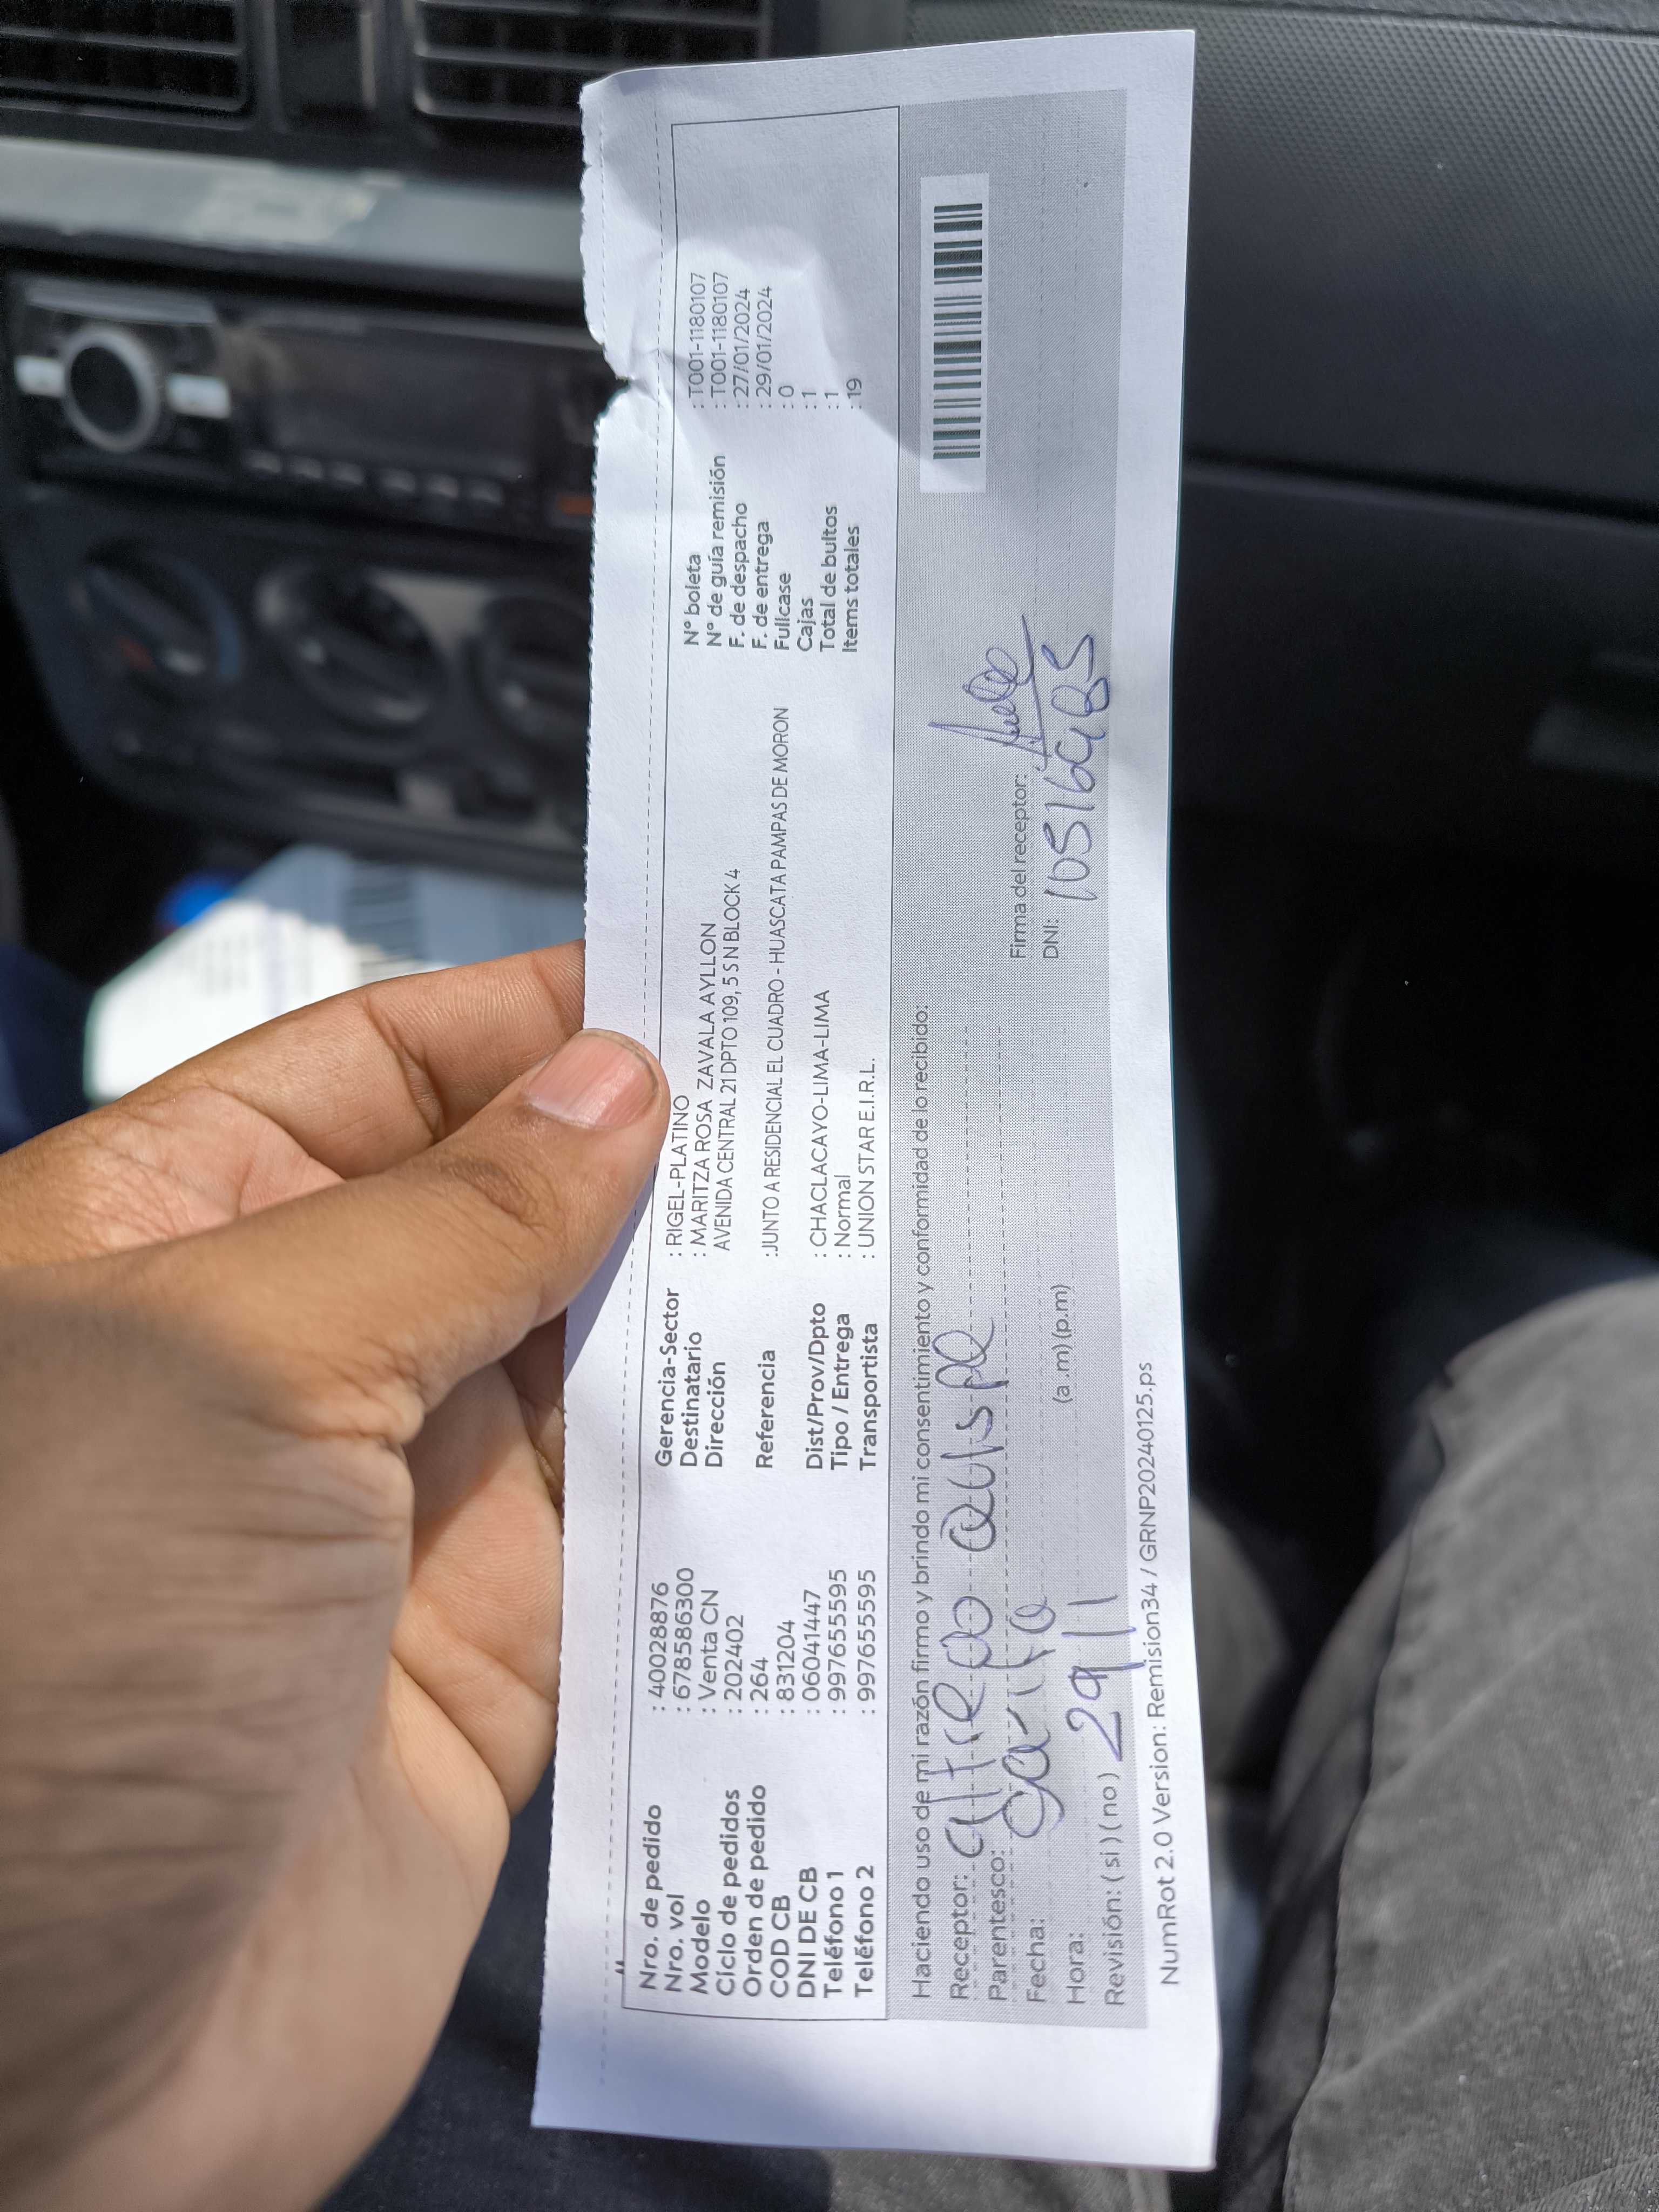 Nro. de pedido : 40028876
Nro. vol : 678586300
Modelo : Venta CN
Ciclo de pedidos : 202402
Orden de pedido : 264
COD CB : 831204
DNI DE CB : 06041447
Teléfono 1 : 997655595
Teléfono 2 : 997655595
Gerencia-Sector : RIGEL-PLATINO
Destinatario : MARITZA ROSA ZAVALA AYLLON
Dirección AVENIDA CENTRAL 21 DPTO 109, 5 S N BLOCK 4
Referencia :JUNTO A RESIDENCIAL EL CUADRO - HUASCATA PAMPAS DE MORON
Dist/Prov/Dpto : CHACLACAYO-LIMA-LIMA
Tipo / Entrega : Normal
Transportista : UNION STAR E.I.R.L.
N° boleta : T001-1180107
N° de guía remisión : T001-1180107
F. de despacho : 27/01/2024
F. de entrega : 29/01/2024
Fullcase : 0
Cajas : 1
Total de bultos : 1
Items totales : 19
Haciendo uso de mi razón firmo y brindo mi consentimiento y conformidad de lo recibido:
Receptor: quispe
Parentesco:
Fecha:
Hora: (a .m) (p.m)
Revisión: ( si ) ( no ) 29 | 1
Firma del receptor:
DNI:
NumRot 2.0 Version: Remision34 / GRNP20240125.ps